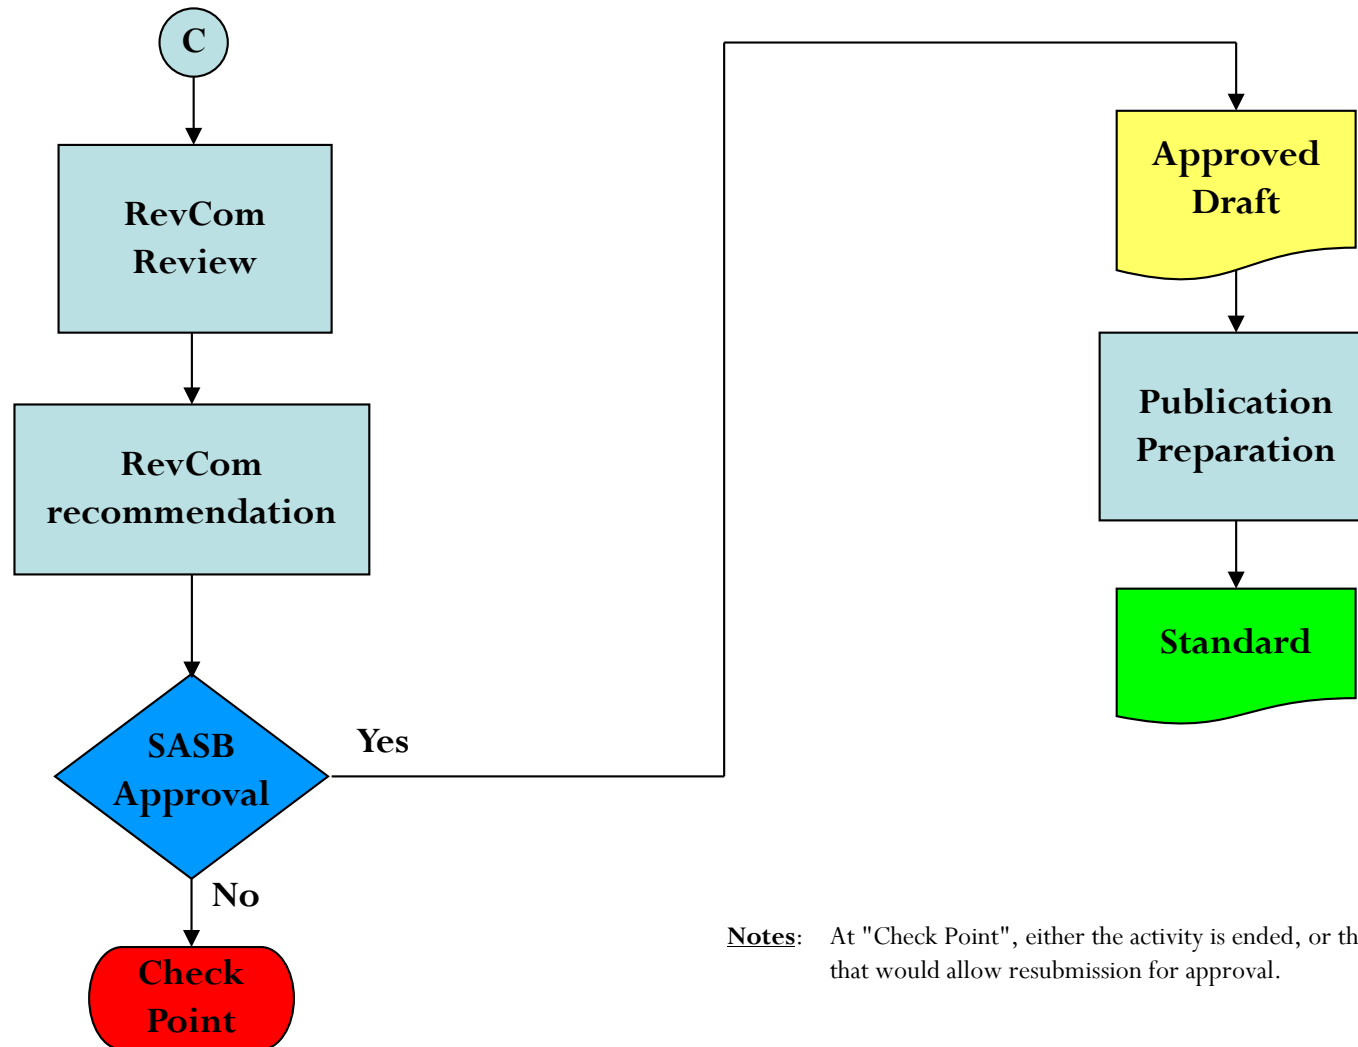 C
RevCom
Review
RevCom
recommendation
SASB
Approval
Yes
No
Check
Point
Approved
Draft
Publication
Preparation
Standard
Notes: At "Check Point", either the activity is ended, or
that would allow resubmission for approval.